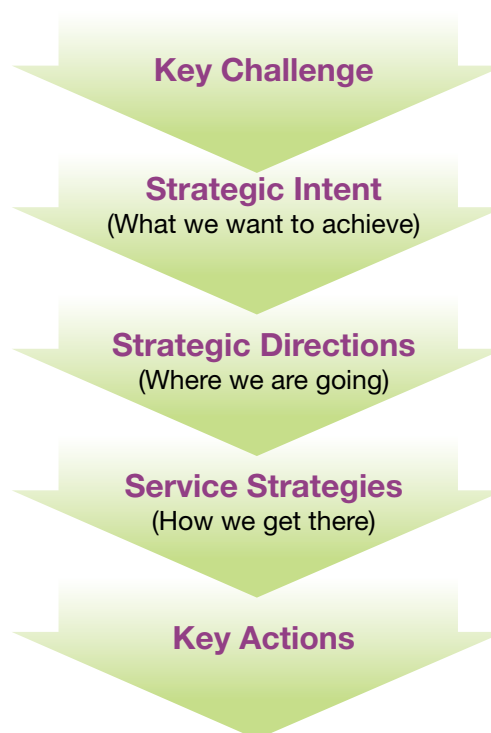 Key Challenge
Strategic Intent
(What we want to achieve)
Strategic Directions
(Where we are going)
Service Strategies
(How we get there)
Key Actions